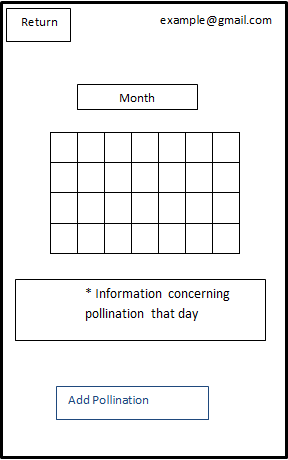 Return
example@gmail.com
Month
* Information concerning
pollination that day
Add Pollination